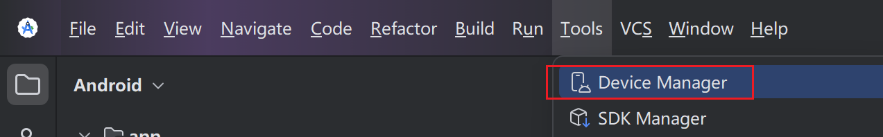 File Edit View Navigate Code Refactor Build Run Tools VCS Window Help
Android
Device Manager
SDK Manager
app